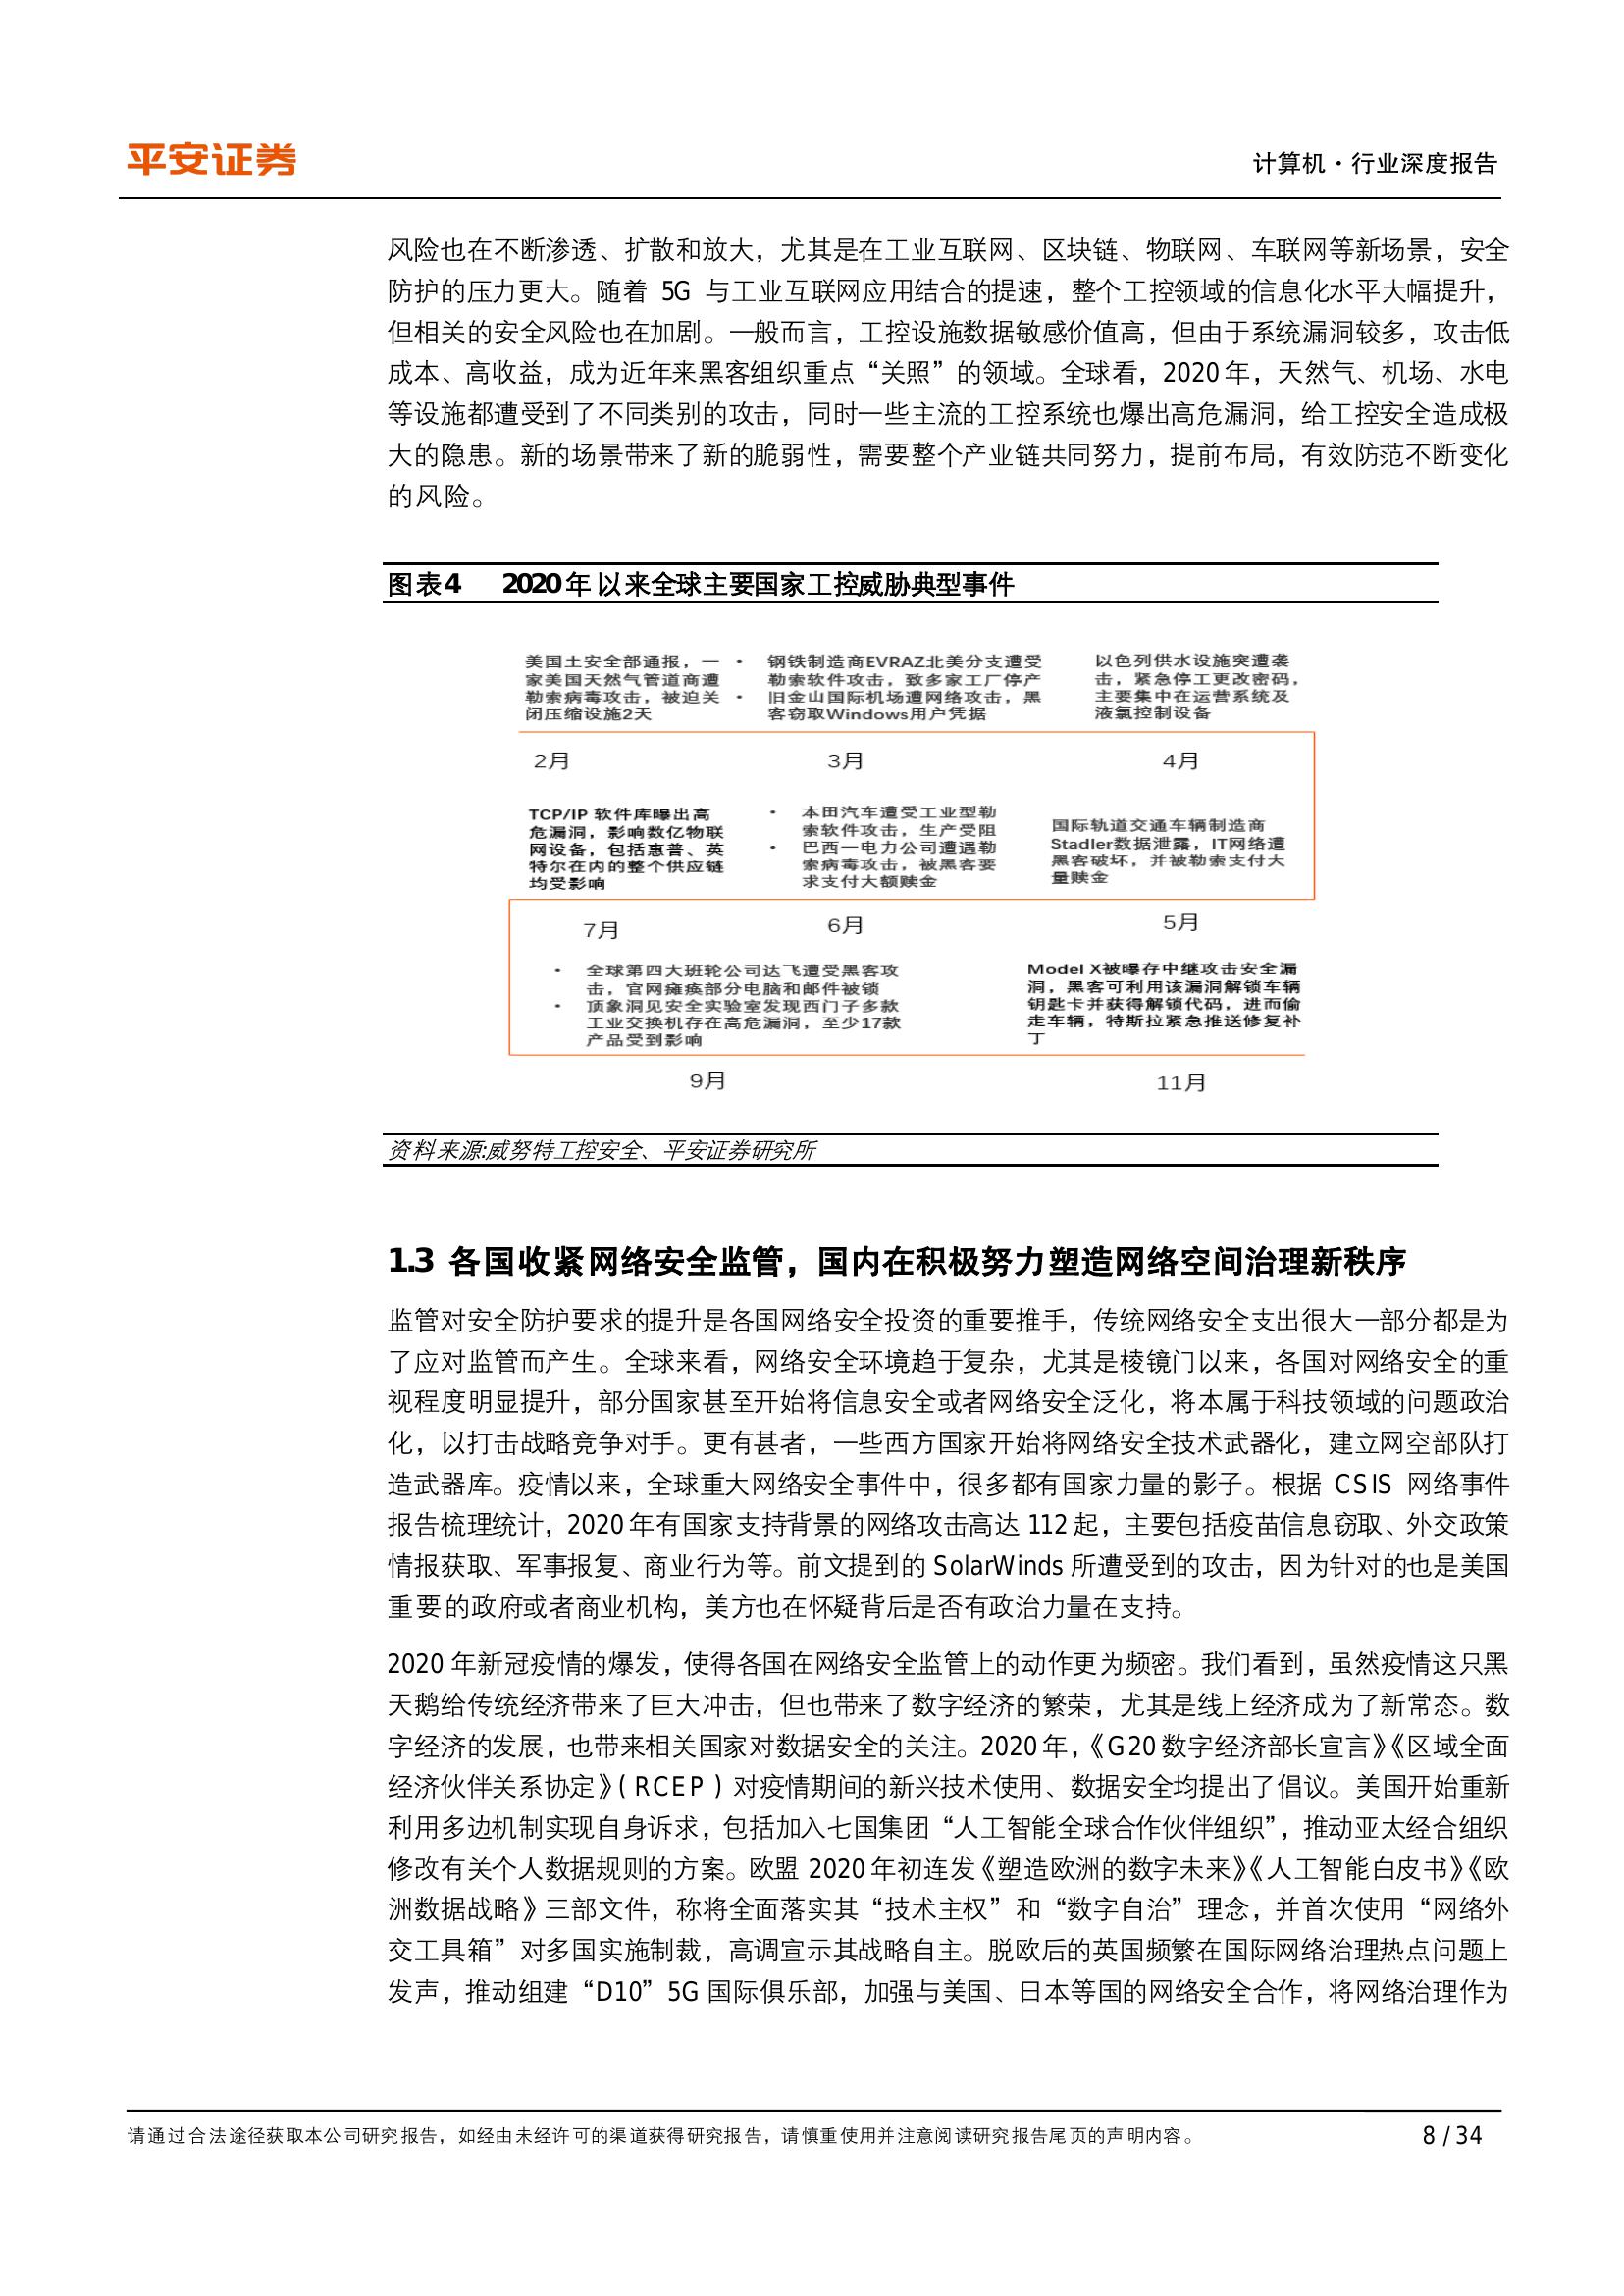 平安证券
计算机·行业深度报告
风险也在不断渗透、扩散和放大，尤其是在工业互联网、区块链、物联网、车联网等新场景，安全
防护的压力更大。随着 5G 与工业互联网应用结合的提速，整个工控领域的信息化水平大幅提升，
但相关的安全风险也在加剧。一般而言，工控设施数据敏感价值高，但由于系统漏洞较多，攻击低
成本、高收益，成为近年来黑客组织重点“关照”的领域。全球看，2020 年，天然气、机场、水电
等设施都遭受到了不同类别的攻击，同时一些主流的工控系统也爆出高危漏洞，给工控安全造成极
大的隐患。新的场景带来了新的脆弱性，需要整个产业链共同努力，提前布局，有效防范不断变化
的风险。
图表4 2020年以来全球主要国家工控威胁典型事件
美国土安全部通报，一
家美国天然气管道商遭
勒索病毒攻击，被迫关
闭压缩设施2天
• 钢铁制造商EVRAZ北美分支遭受
勒索软件攻击，致多家工厂停产
• 旧金山国际机场遭网络攻击，黑
客窃取Windows用户凭据
以色列供水设施突遭袭
击，紧急停工更改密码，
主要集中在运营系统及
液氯控制设备
2月
3月
4月
TCP/IP 软件库曝出高
危漏洞，影响数亿物联
网设备，包括惠普、英
特尔在内的整个供应链
均受影响
• 本田汽车遭受工业型勒
索软件攻击，生产受阻
• 巴西一电力公司遭遇勒
索病毒攻击，被黑客要
求支付大额赎金
国际轨道交通车辆制造商
Stadler数据泄露，IT网络遭
黑客破坏，并被勒索支付大
量赎金
7月
6月
5月
• 全球第四大班轮公司达飞遭受黑客攻
击，官网瘫痪部分电脑和邮件被锁
• 顶象洞见安全实验室发现西门子多款
工业交换机存在高危漏洞，至少17款
产品受到影响
Model X被曝存中继攻击安全漏
洞，黑客可利用该漏洞解锁车辆
钥匙卡并获得解锁代码，进而偷
走车辆，特斯拉紧急推送修复补
丁
9月
11月
资料来源:威努特工控安全、平安证券研究所
1.3 各国收紧网络安全监管，国内在积极努力塑造网络空间治理新秩序
监管对安全防护要求的提升是各国网络安全投资的重要推手，传统网络安全支出很大一部分都是为
了应对监管而产生。全球来看，网络安全环境趋于复杂，尤其是棱镜门以来，各国对网络安全的重
视程度明显提升，部分国家甚至开始将信息安全或者网络安全泛化，将本属于科技领域的问题政治
化，以打击战略竞争对手。更有甚者，一些西方国家开始将网络安全技术武器化，建立网空部队打
造武器库。疫情以来，全球重大网络安全事件中，很多都有国家力量的影子。根据 CSIS 网络事件
报告梳理统计，2020 年有国家支持背景的网络攻击高达 112 起，主要包括疫苗信息窃取、外交政策
情报获取、军事报复、商业行为等。前文提到的 SolarWinds 所遭受到的攻击，因为针对的也是美国
重要的政府或者商业机构，美方也在怀疑背后是否有政治力量在支持。
2020 年新冠疫情的爆发，使得各国在网络安全监管上的动作更为频密。我们看到，虽然疫情这只黑
天鹅给传统经济带来了巨大冲击，但也带来了数字经济的繁荣，尤其是线上经济成为了新常态。数
字经济的发展，也带来相关国家对数据安全的关注。2020 年，《G20 数字经济部长宣言》《区域全面
经济伙伴关系协定》（RCEP）对疫情期间的新兴技术使用、数据安全均提出了倡议。美国开始重新
利用多边机制实现自身诉求，包括加入七国集团“人工智能全球合作伙伴组织”，推动亚太经合组织
修改有关个人数据规则的方案。欧盟 2020 年初连发《塑造欧洲的数字未来》《人工智能白皮书》《欧
洲数据战略》三部文件，称将全面落实其“技术主权”和“数字自治”理念，并首次使用“网络外
交工具箱”对多国实施制裁，高调宣示其战略自主。脱欧后的英国频繁在国际网络治理热点问题上
发声，推动组建“D10”5G 国际俱乐部，加强与美国、日本等国的网络安全合作，将网络治理作为
请通过合法途径获取本公司研究报告，如经由未经许可的渠道获得研究报告，请慎重使用并注意阅读研究报告尾页的声明内容。
8 / 34